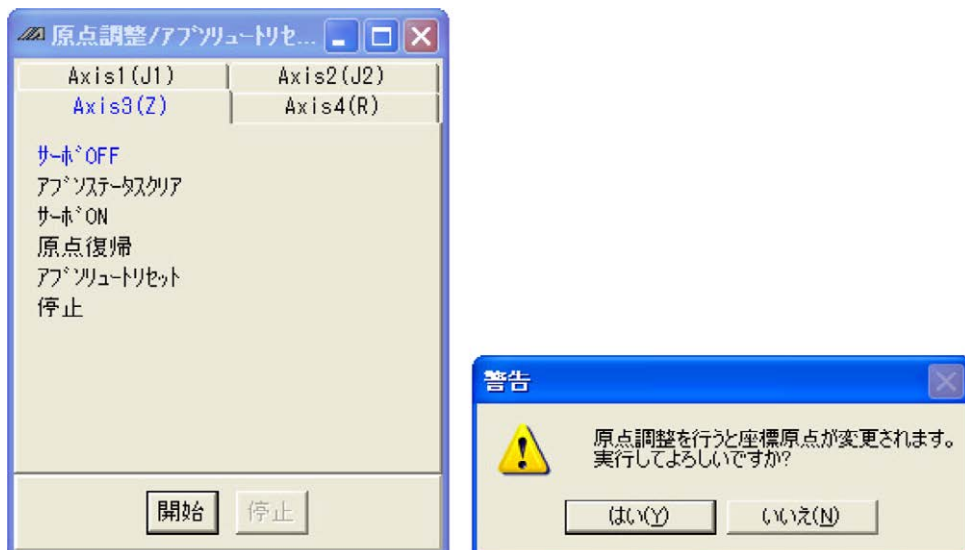 原点調整/アブソリュートリセ...
Axis1(J1)
Axis2(J2)
Axis3(Z)
Axis4(R)
ｻｰﾎﾞOFF
ｱﾌﾞｿｽﾃｰﾀｽｸﾘｱ
ｻｰﾎﾞON
原点復帰
ｱﾌﾞｿﾘｭｰﾄﾘｾｯﾄ
停止
開始
停止
警告
原点調整を行うと座標原点が変更されます。
実行してよろしいですか?
はい(Y)
いいえ(N)